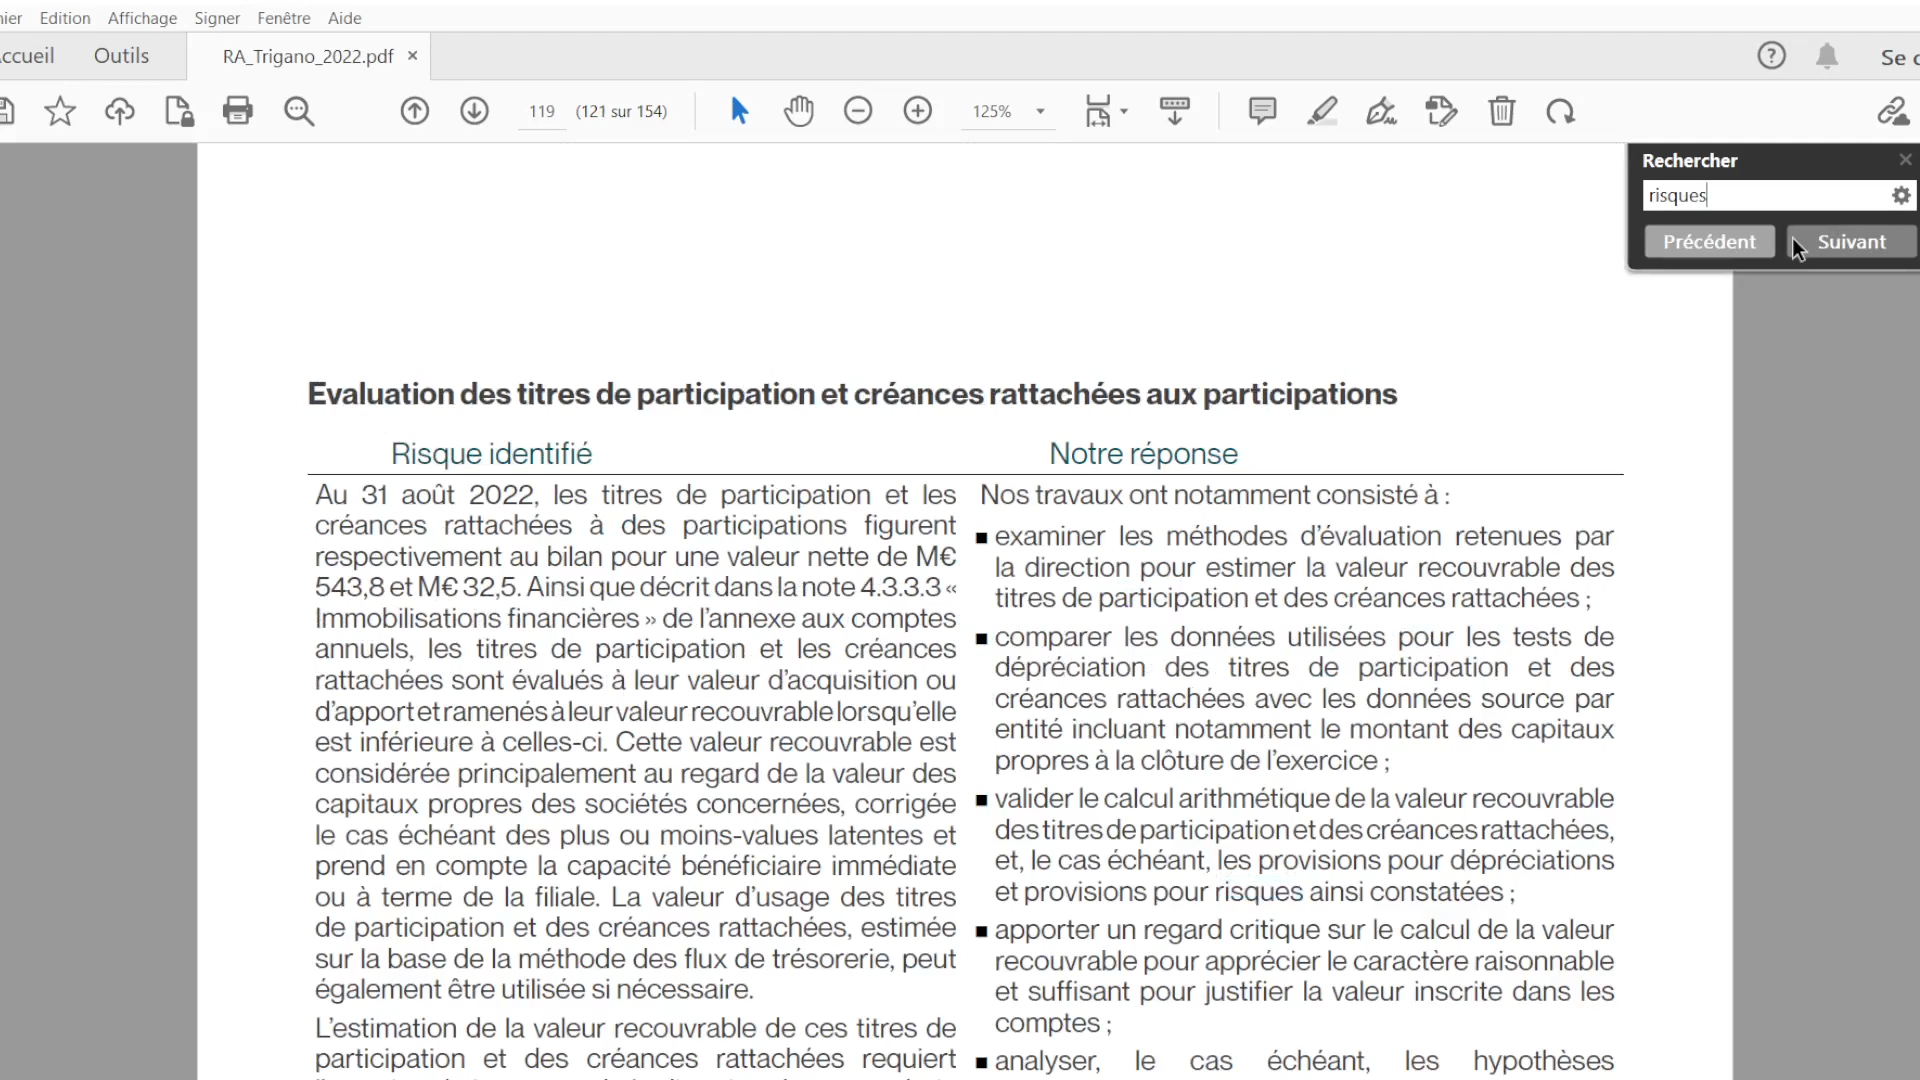 Edition Affichage Signer Fenêtre Aide
Outils RA_Trigano_2022.pdf
119 (121 sur 154) 125%
Rechercher
risques
Précédent Suivant
Evaluation des titres de participation et créances rattachées aux participations
Risque identifié
Au 31 août 2022, les titres de participation et les
créances rattachées à des participations figurent
respectivement au bilan pour une valeur nette de M€
543,8 et M€ 32,5. Ainsi que décrit dans la note 4.3.3.3 «
Immobilisations financières » de l'annexe aux comptes
annuels, les titres de participation et les créances
rattachées sont évalués à leur valeur d'acquisition ou
d'apport et ramenés à leur valeur recouvrable lorsqu'elle
est inférieure à celles-ci. Cette valeur recouvrable est
considérée principalement au regard de la valeur des
capitaux propres des sociétés concernées, corrigée
le cas échéant des plus ou moins-values latentes et
prend en compte la capacité bénéficiaire immédiate
ou à terme de la filiale. La valeur d'usage des titres
de participation et des créances rattachées, estimée
sur la base de la méthode des flux de trésorerie, peut
également être utilisée si nécessaire.
L'estimation de la valeur recouvrable de ces titres de
participation et des créances rattachées requiert
Notre réponse
Nos travaux ont notamment consisté à :
■ examiner les méthodes d'évaluation retenues par
la direction pour estimer la valeur recouvrable des
titres de participation et des créances rattachées ;
■ comparer les données utilisées pour les tests de
dépréciation des titres de participation et des
créances rattachées avec les données source par
entité incluant notamment le montant des capitaux
propres à la clôture de l'exercice ;
■ valider le calcul arithmétique de la valeur recouvrable
des titres de participation et des créances rattachées,
et, le cas échéant, les provisions pour dépréciations
et provisions pour risques ainsi constatées ;
■ apporter un regard critique sur le calcul de la valeur
recouvrable pour apprécier le caractère raisonnable
et suffisant pour justifier la valeur inscrite dans les
comptes ;
■ analyser, le cas échéant, les hypothèses